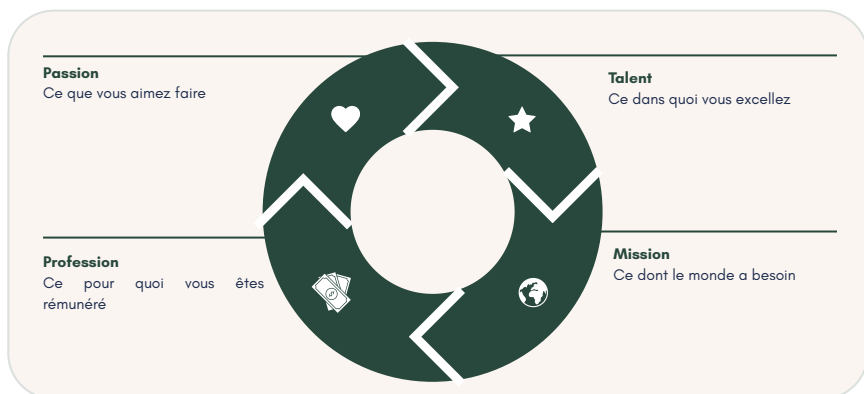 Passion
Ce que vous aimez faire
Talent
Ce dans quoi vous excellez
Profession
Ce pour quoi vous êtes
rémunéré
Mission
Ce dont le monde a besoin